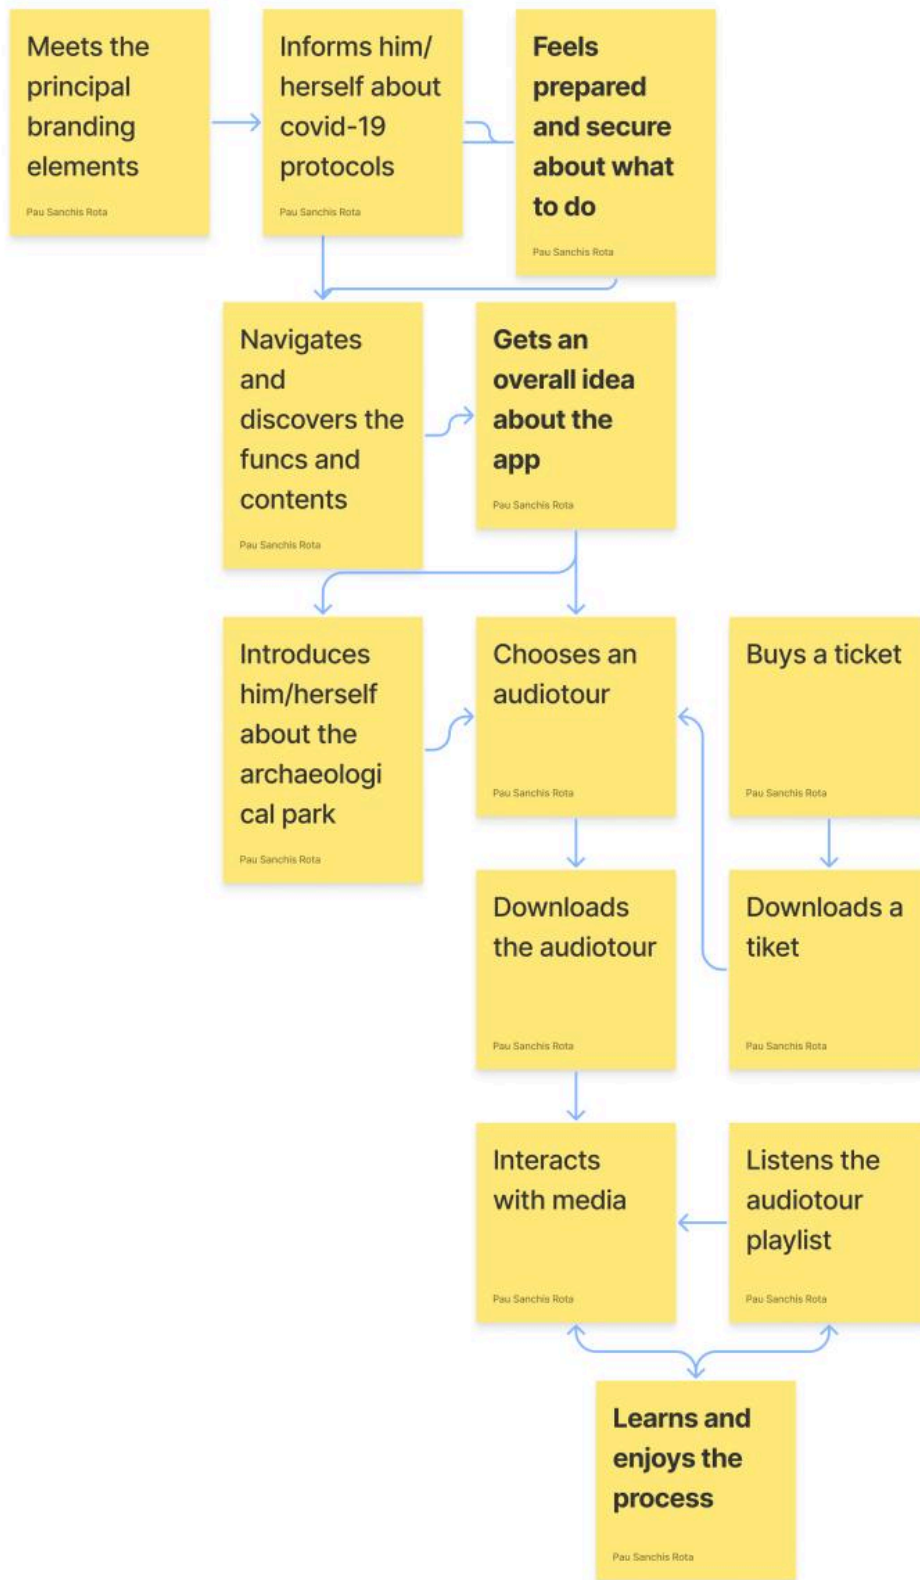 Meets the
principal
branding
elements
Pau Sanchis Rota
Informs him/
herself about
covid-19
protocols
Pau Sanchis Rota
Feels
prepared
and secure
about what
to do
Pau Sanchis Rota
Navigates
and
discovers the
funcs and
contents
Pau Sanchis Rota
Gets an
overall idea
about the
app
Pau Sanchis Rota
Introduces
him/herself
about the
archaeologi
cal park
Pau Sanchis Rota
Chooses an
audiotour
Pau Sanchis Rota
Buys a ticket
Pau Sanchis Rota
Downloads
the audiotour
Pau Sanchis Rota
Downloads a
tiket
Pau Sanchis Rota
Interacts
with media
Pau Sanchis Rota
Listens the
audiotour
playlist
Pau Sanchis Rota
Learns and
enjoys the
process
Pau Sanchis Rota